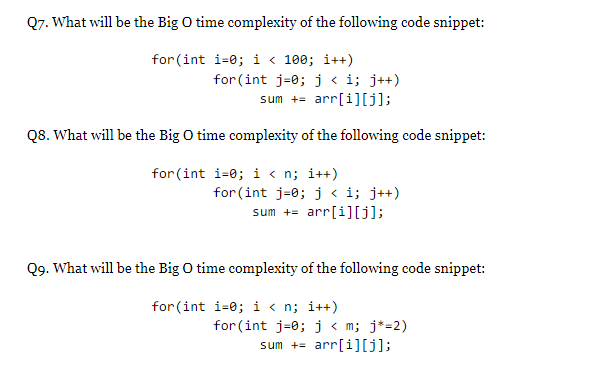 Q7. What will be the Big O time complexity of the following code snippet:
for(int i=0; i < 100; i++)
for(int j=0; j < i; j++)
sum += arr[i][j];
Q8. What will be the Big O time complexity of the following code snippet:
for(int i=0; i < n; i++)
for(int j=0; j < i; j++)
sum += arr[i][j];
Q9. What will be the Big O time complexity of the following code snippet:
for(int i=0; i < n; i++)
for(int j=0; j < m; j*=2)
sum += arr[i][j];